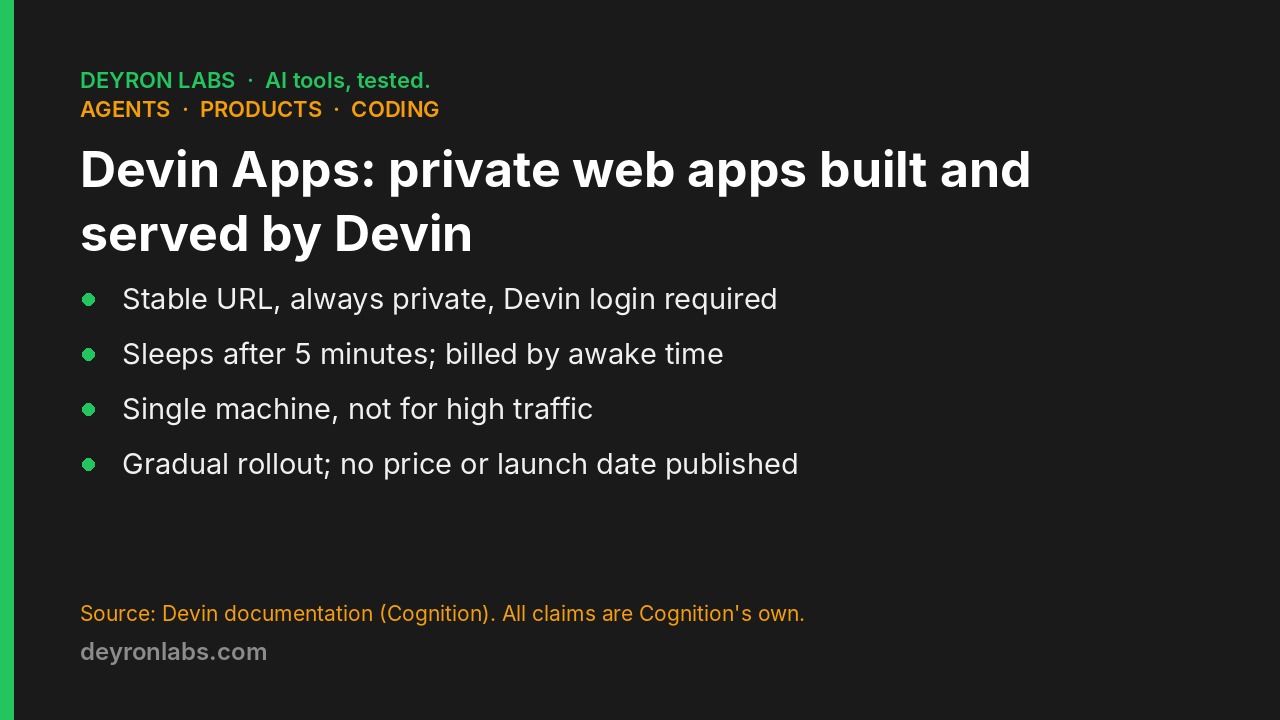 DEYRON LABS · AI tools, tested.
AGENTS · PRODUCTS · CODING
Devin Apps: private web apps built and
served by Devin
Stable URL, always private, Devin login required
Sleeps after 5 minutes; billed by awake time
Single machine, not for high traffic
Gradual rollout; no price or launch date published
Source: Devin documentation (Cognition). All claims are Cognition's own.
deyronlabs.com